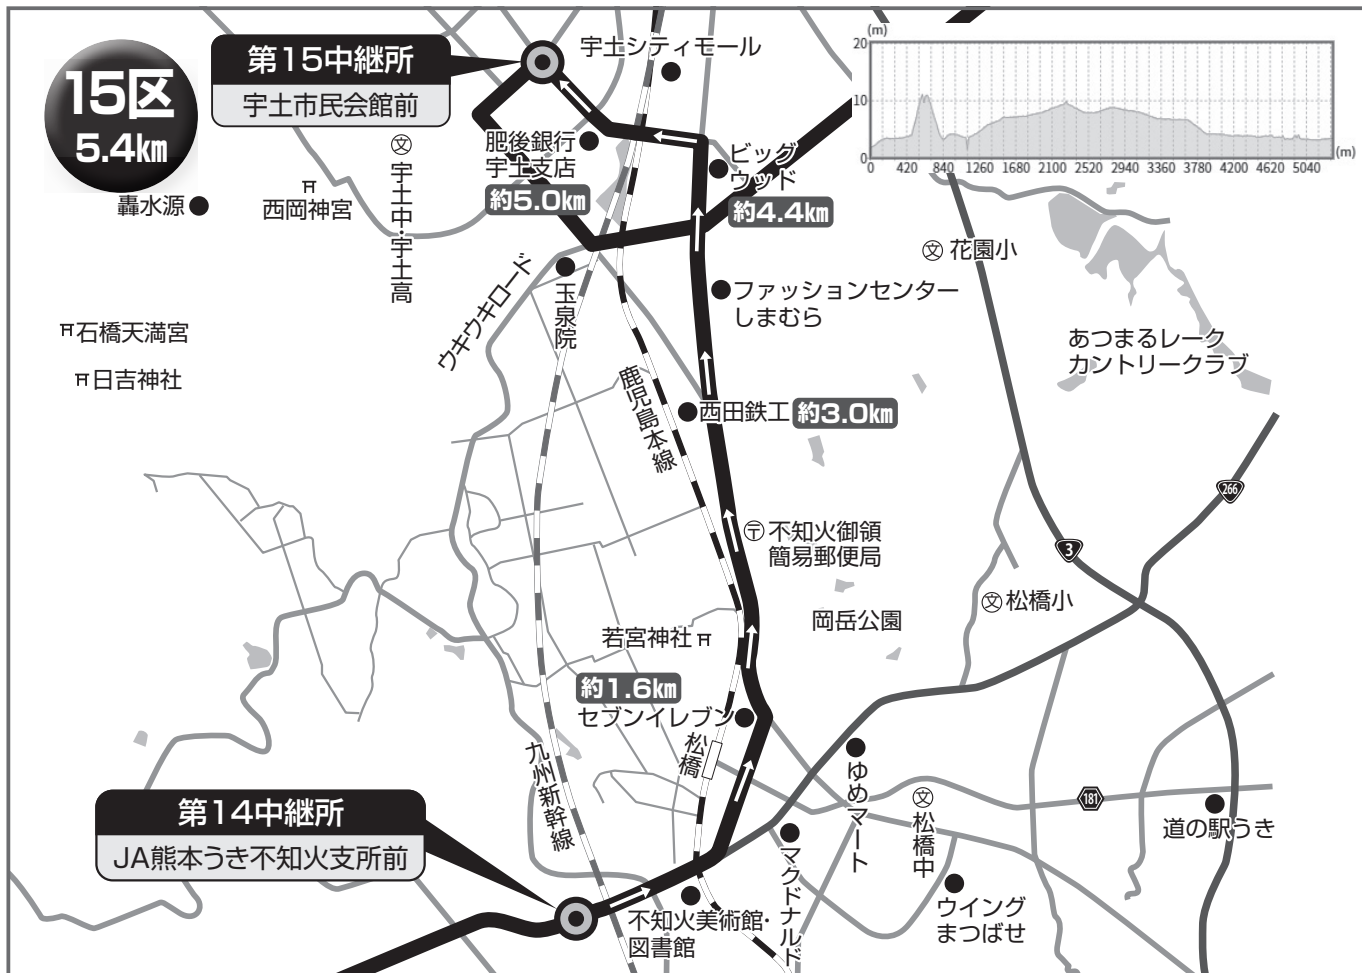 15区
5.4km
第15中継所
宇土市民会館前
宇土シティモール
(m)
20
10
0
0 420 840 1260 1680 2100 2520 2940 3360 3780 4200 4620 5040
(m)
肥後銀行
宇土支店
約5.0km
ビッグ
ウッド
約4.4km
轟水源
西岡神宮
文
宇土中・宇土高
文 花園小
ウキウキロード
玉泉院
ファッションセンター
しまむら
石橋天満宮
日吉神社
あつまるレーク
カントリークラブ
鹿児島本線
西田鉄工
約3.0km
266
3
〒 不知火御領
簡易郵便局
文 松橋小
岡岳公園
若宮神社
約1.6km
セブンイレブン
松橋
九州新幹線
ゆめマート
文
松橋中
181
道の駅うき
第14中継所
JA熊本うき不知火支所前
マクドナルド
ウイング
まつばせ
不知火美術館・
図書館